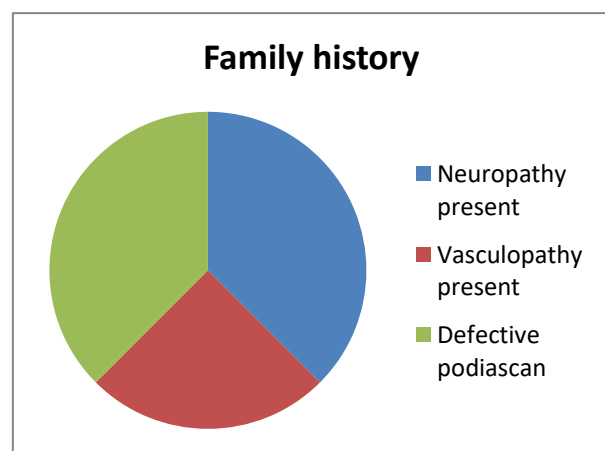 Family history
Neuropathy
present
Vasculopathy
present
Defective
podiascan